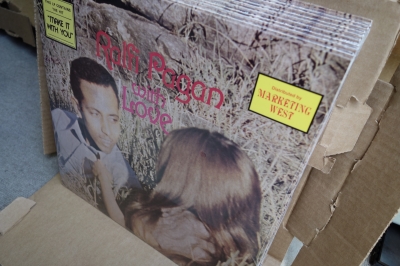 "MAKE IT
WITH YOU"
Ralfi Pagan
with
Love
Distributed by
MARKETING
WEST